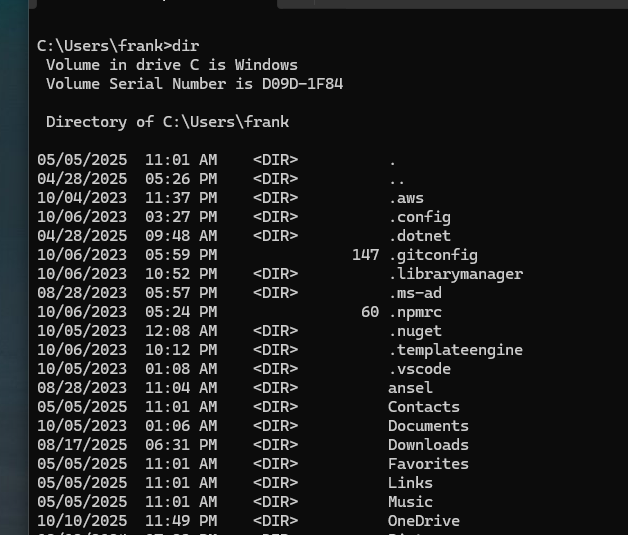 C:\Users\frank>dir
 Volume in drive C is Windows
 Volume Serial Number is D09D-1F84

 Directory of C:\Users\frank

05/05/2025  11:01 AM    <DIR>          .
04/28/2025  05:26 PM    <DIR>          ..
10/04/2023  11:37 PM    <DIR>          .aws
10/06/2023  03:27 PM    <DIR>          .config
04/28/2025  09:48 AM    <DIR>          .dotnet
10/06/2023  05:59 PM               147 .gitconfig
10/06/2023  10:52 PM    <DIR>          .librarymanager
08/28/2023  05:57 PM    <DIR>          .ms-ad
10/06/2023  05:24 PM                60 .npmrc
10/05/2023  12:08 AM    <DIR>          .nuget
10/06/2023  10:12 PM    <DIR>          .templateengine
10/05/2023  01:08 AM    <DIR>          .vscode
08/28/2023  11:04 AM    <DIR>          ansel
05/05/2025  11:01 AM    <DIR>          Contacts
10/05/2023  01:06 AM    <DIR>          Documents
08/17/2025  06:31 PM    <DIR>          Downloads
05/05/2025  11:01 AM    <DIR>          Favorites
05/05/2025  11:01 AM    <DIR>          Links
05/05/2025  11:01 AM    <DIR>          Music
10/10/2025  11:49 PM    <DIR>          OneDrive